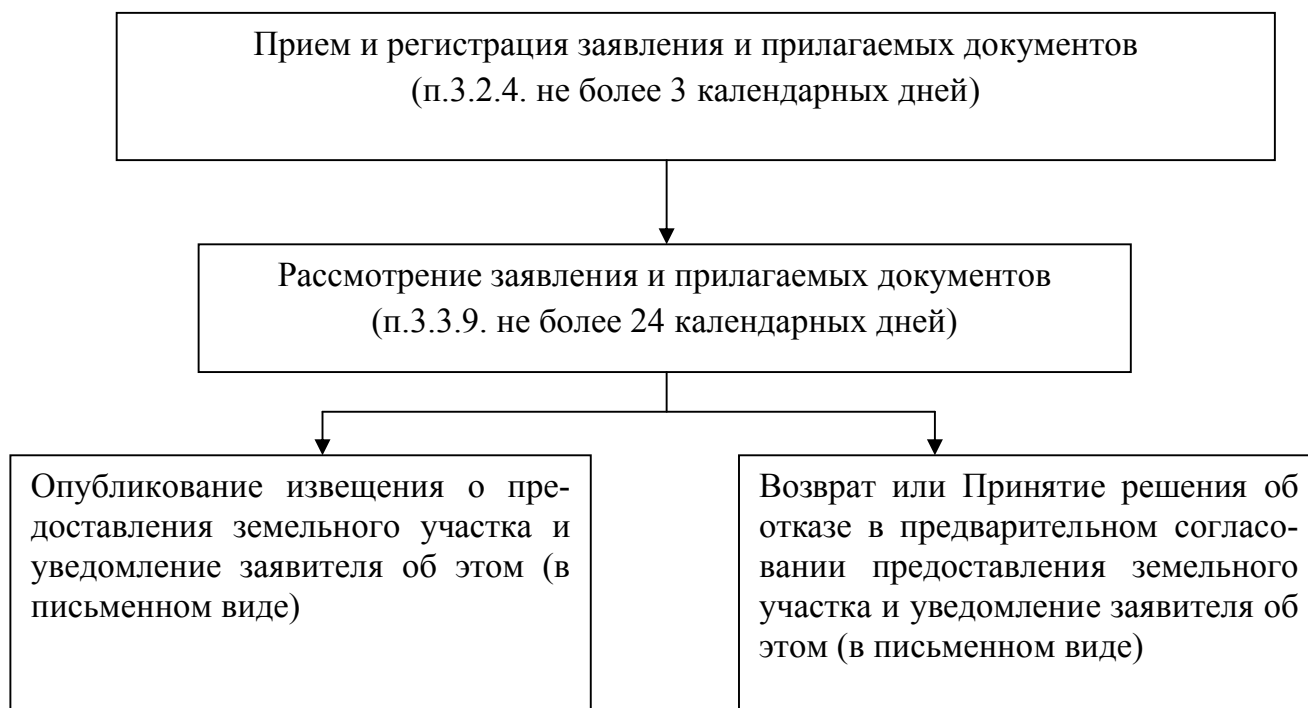 Прием и регистрация заявления и прилагаемых документов
(п.3.2.4. не более 3 календарных дней)
Рассмотрение заявления и прилагаемых документов
(п.3.3.9. не более 24 календарных дней)
Опубликование извещения о пре-
доставления земельного участка и
уведомление заявителя об этом (в
письменном виде)
Возврат или Принятие решения об
отказе в предварительном согласо-
вании предоставления земельного
участка и уведомление заявителя об
этом (в письменном виде)